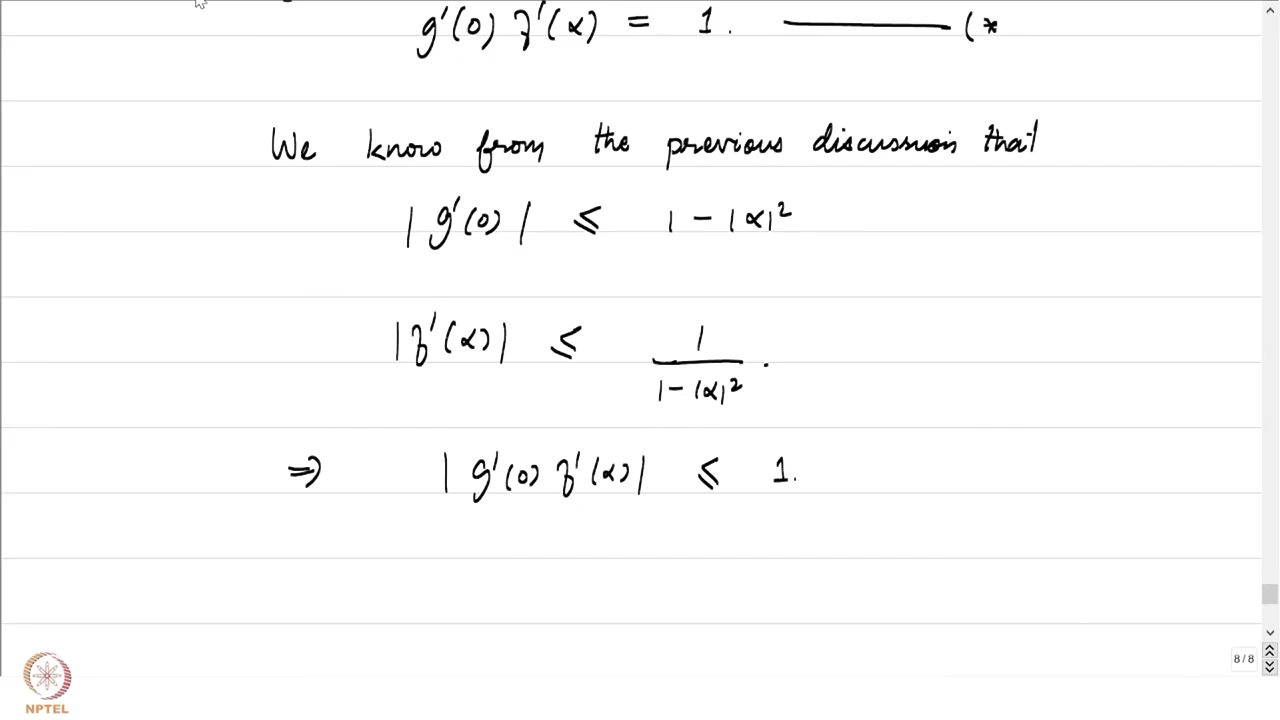 g'(0) f'(α) = 1. ——— (*
We know from the previous discussion that
|g'(0)| ≤ 1 - |α|²
|f'(α)| ≤ 1 / (1 - |α|²) .
⇒ |g'(0) f'(α)| ≤ 1.
8 / 8
NPTEL